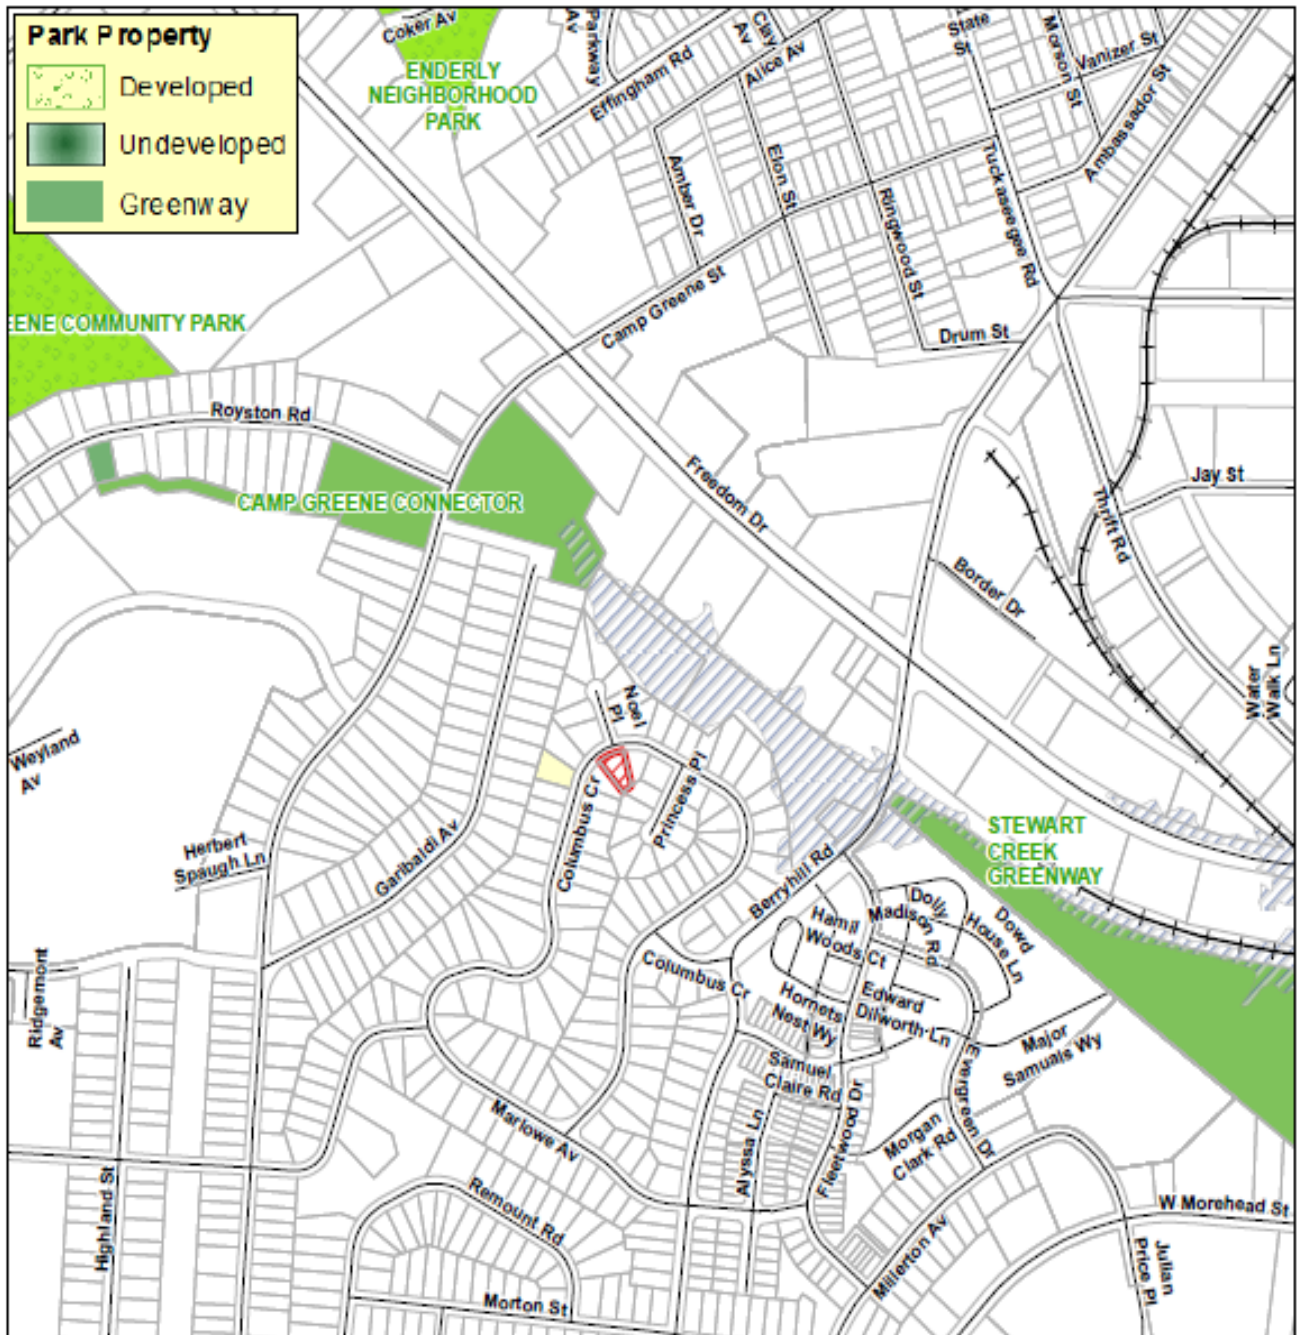 Park Property
Developed
Undeveloped
Greenway
Coker Av
ENDERLY
NEIGHBORHOOD
PARK
Parkway
Av
Effingham Rd
Clay
Av
Alice Av
State
St
Morson St
Vanizer St
Ambassador St
Amber Dr
Elon St
Ringwood St
Tuckaseegee Rd
Camp Greene St
Drum St
EENE COMMUNITY PARK
Royston Rd
CAMP GREENE CONNECTOR
Freedom Dr
Jay St
Thrift Rd
Border Dr
Water
Walk Ln
Noel
Pl
Weyland
Av
Columbus Cr
Princess Pl
Herbert
Spaugh Ln
Garibaldi Av
STEWART
CREEK
GREENWAY
Berryhill Rd
Hamil
Woods Ct
Madison Rd
Dolly
Dowd
House Ln
Columbus Cr
Hornets
Nest Wy
Edward
Dilworth Ln
Ridgemont
Av
Major
Samuals Wy
Samuel
Claire Rd
Evergreen Dr
Marlowe Av
Alyssa Ln
Fleetwood Dr
Morgan
Clark Rd
Highland St
Remount Rd
W Morehead St
Millerton Av
Julian
Price Pl
Morton St